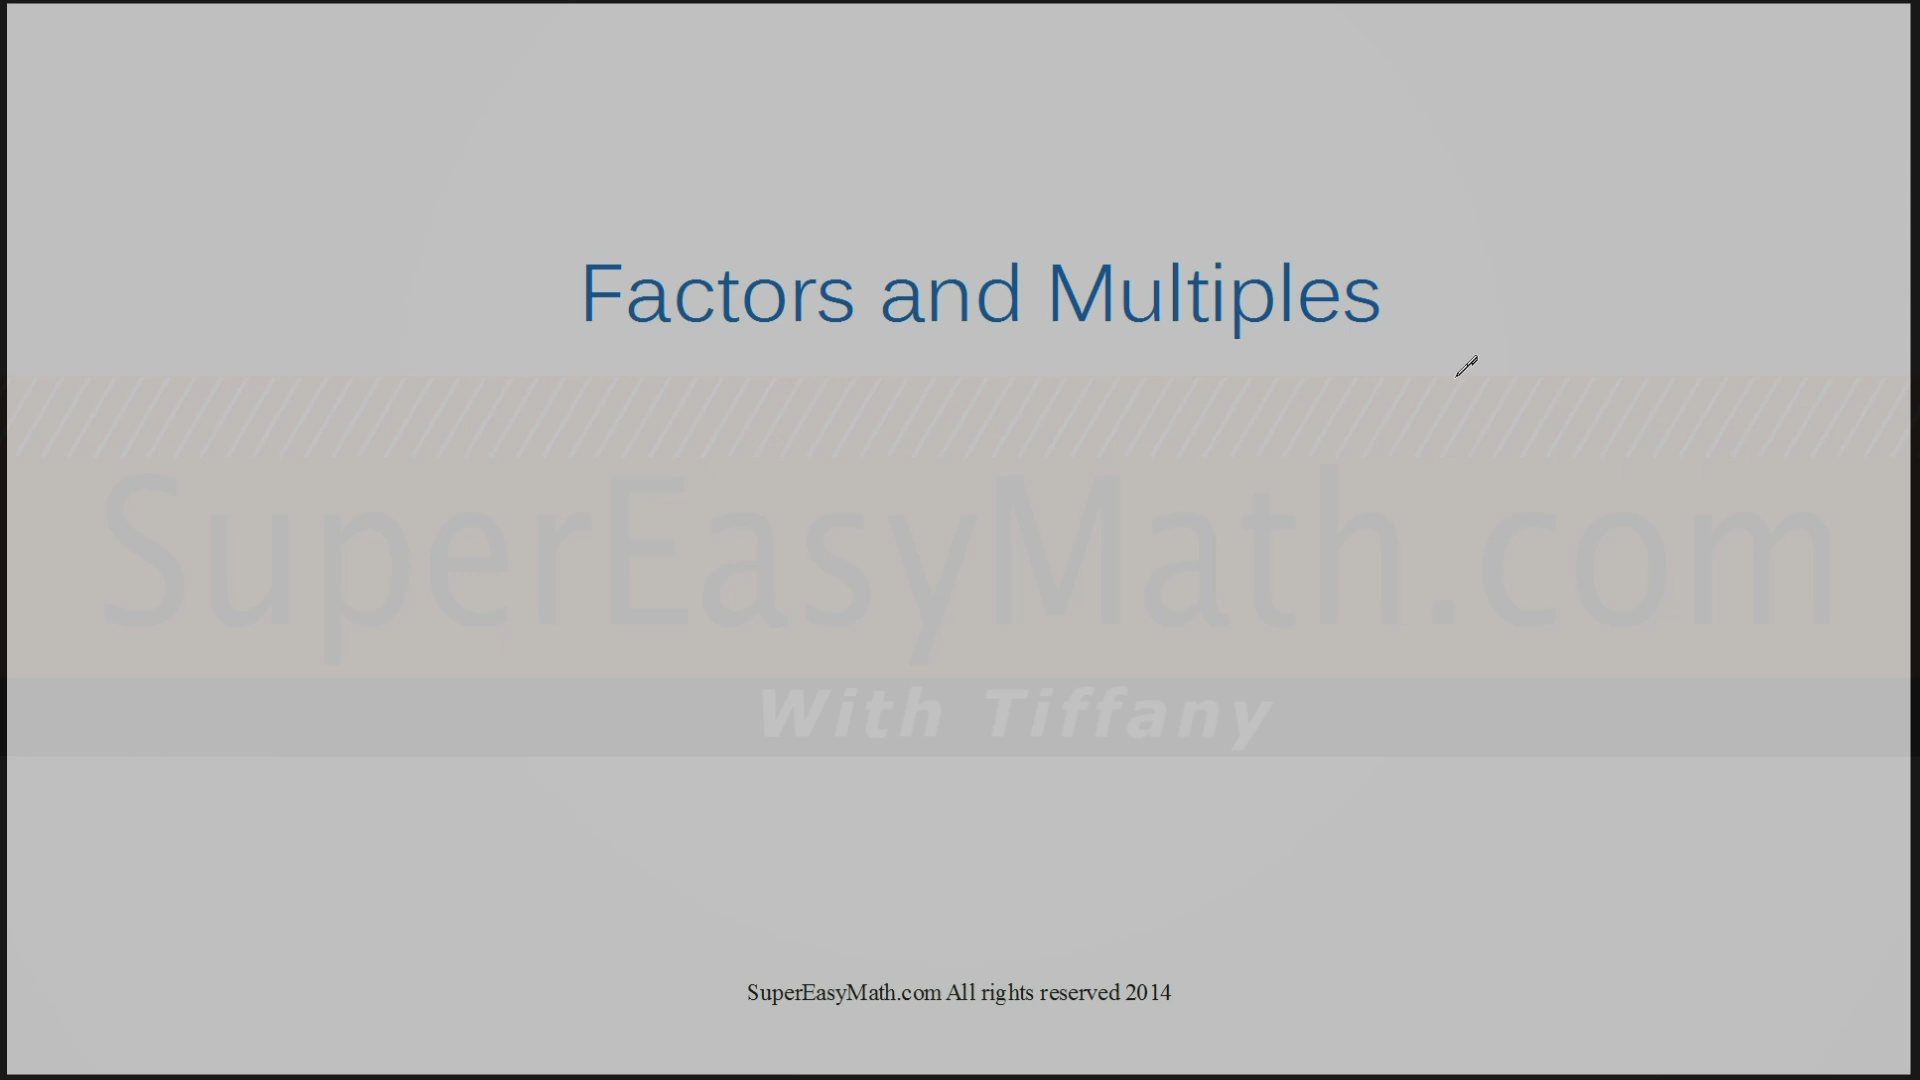 Factors and Multiples
SuperEasyMath.com
With Tiffany
SuperEasyMath.com All rights reserved 2014